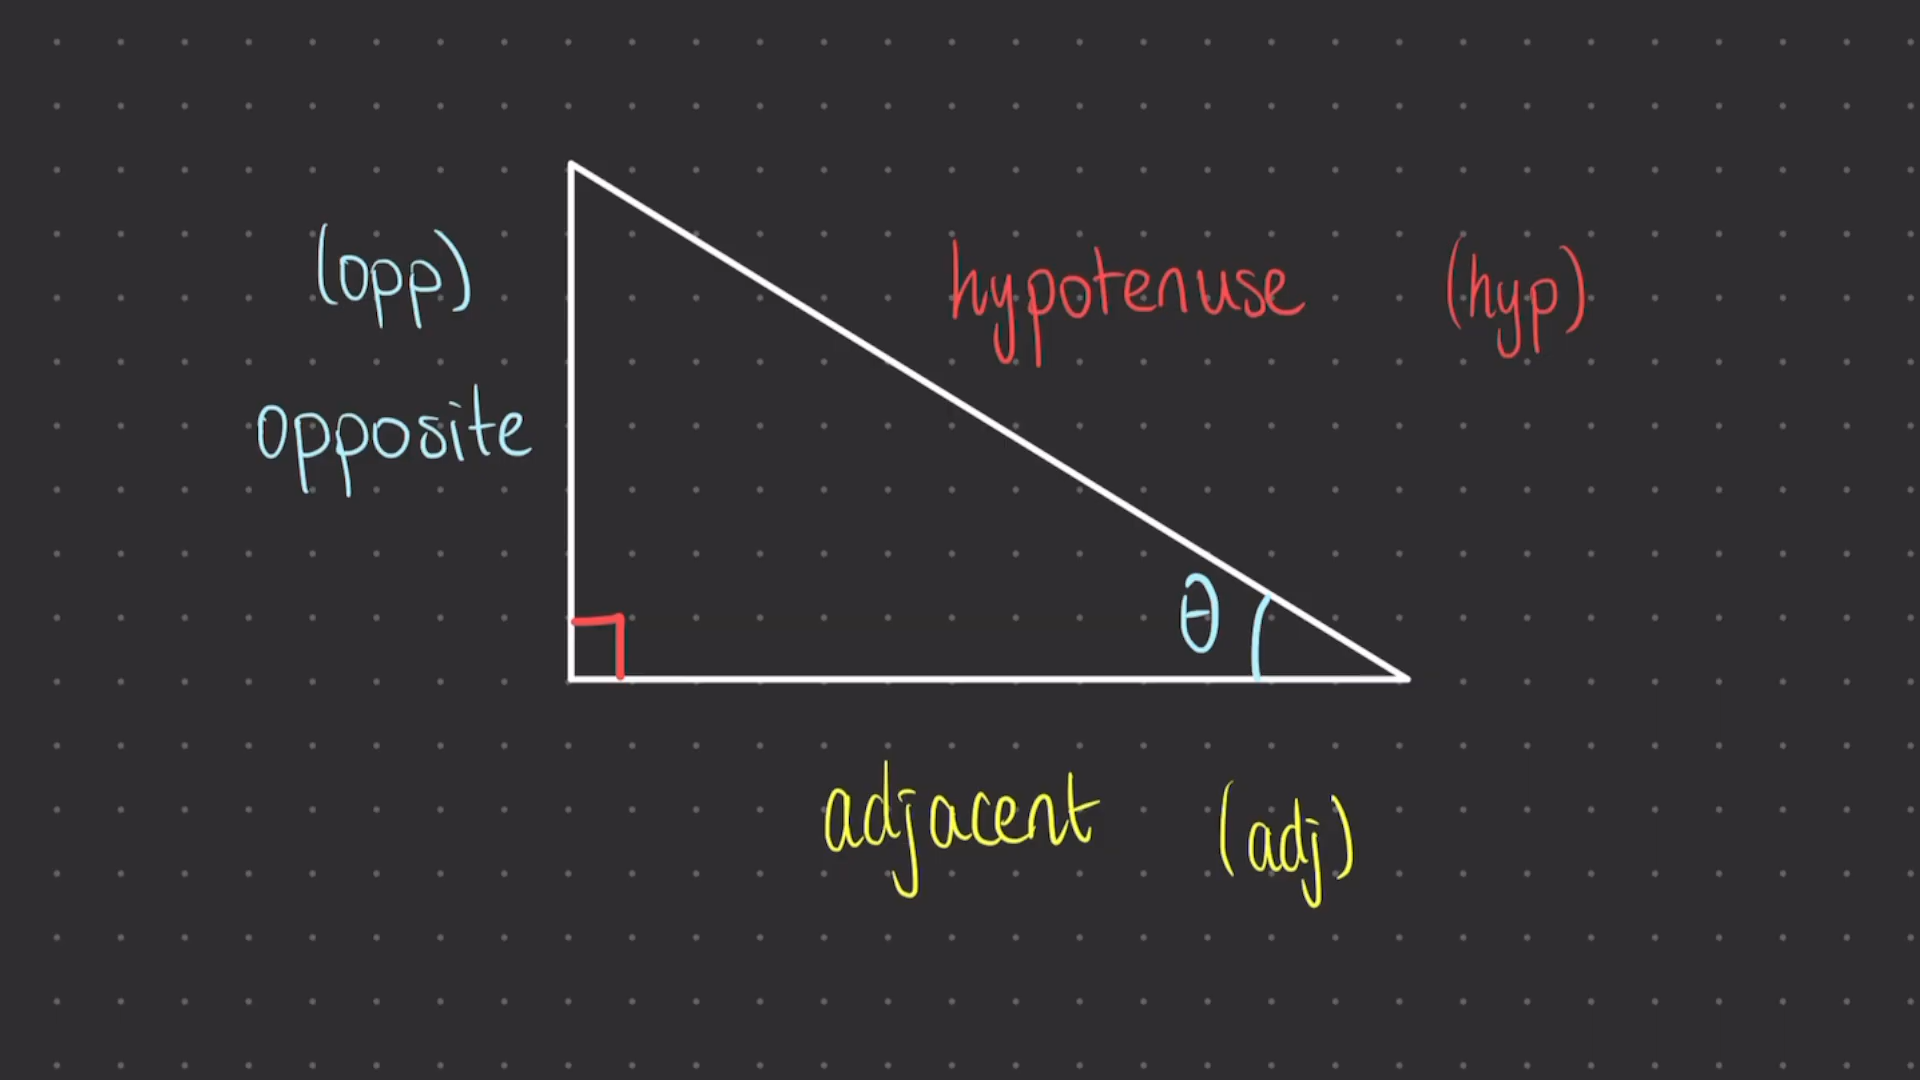 (opp)
hypotenuse (hyp)
opposite
θ
adjacent (adj)